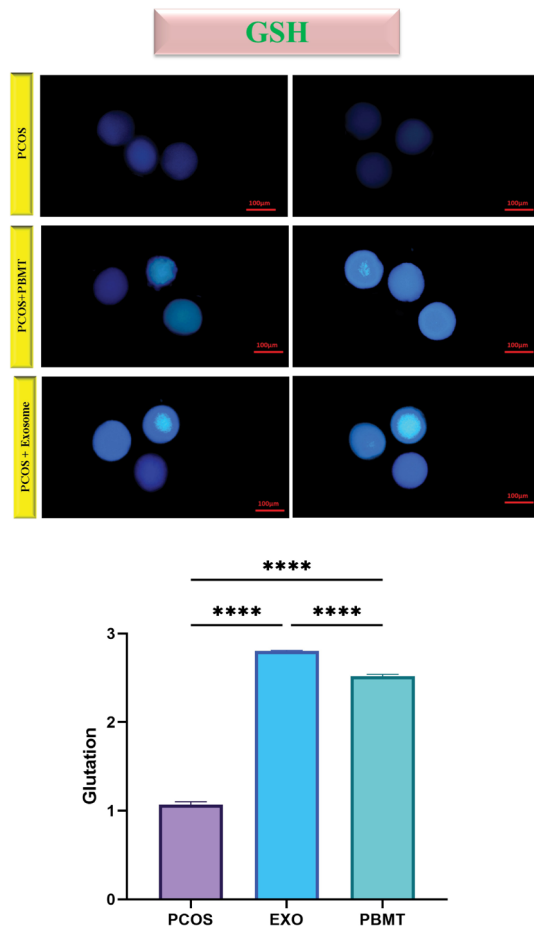 GSH
PCOS
100μm
100μm
PCOS+PBMT
100μm
100μm
PCOS + Exosome
100μm
100μm
****
**** ****
3
2
1
0
Glutation
PCOS EXO PBMT